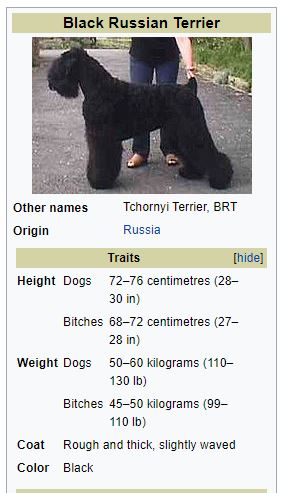 Black Russian Terrier
Other names Tchornyi Terrier, BRT
Origin Russia
Traits [hide]
Height Dogs 72–76 centimetres (28–
30 in)
Bitches 68–72 centimetres (27–
28 in)
Weight Dogs 50–60 kilograms (110–
130 lb)
Bitches 45–50 kilograms (99–
110 lb)
Coat Rough and thick, slightly waved
Color Black